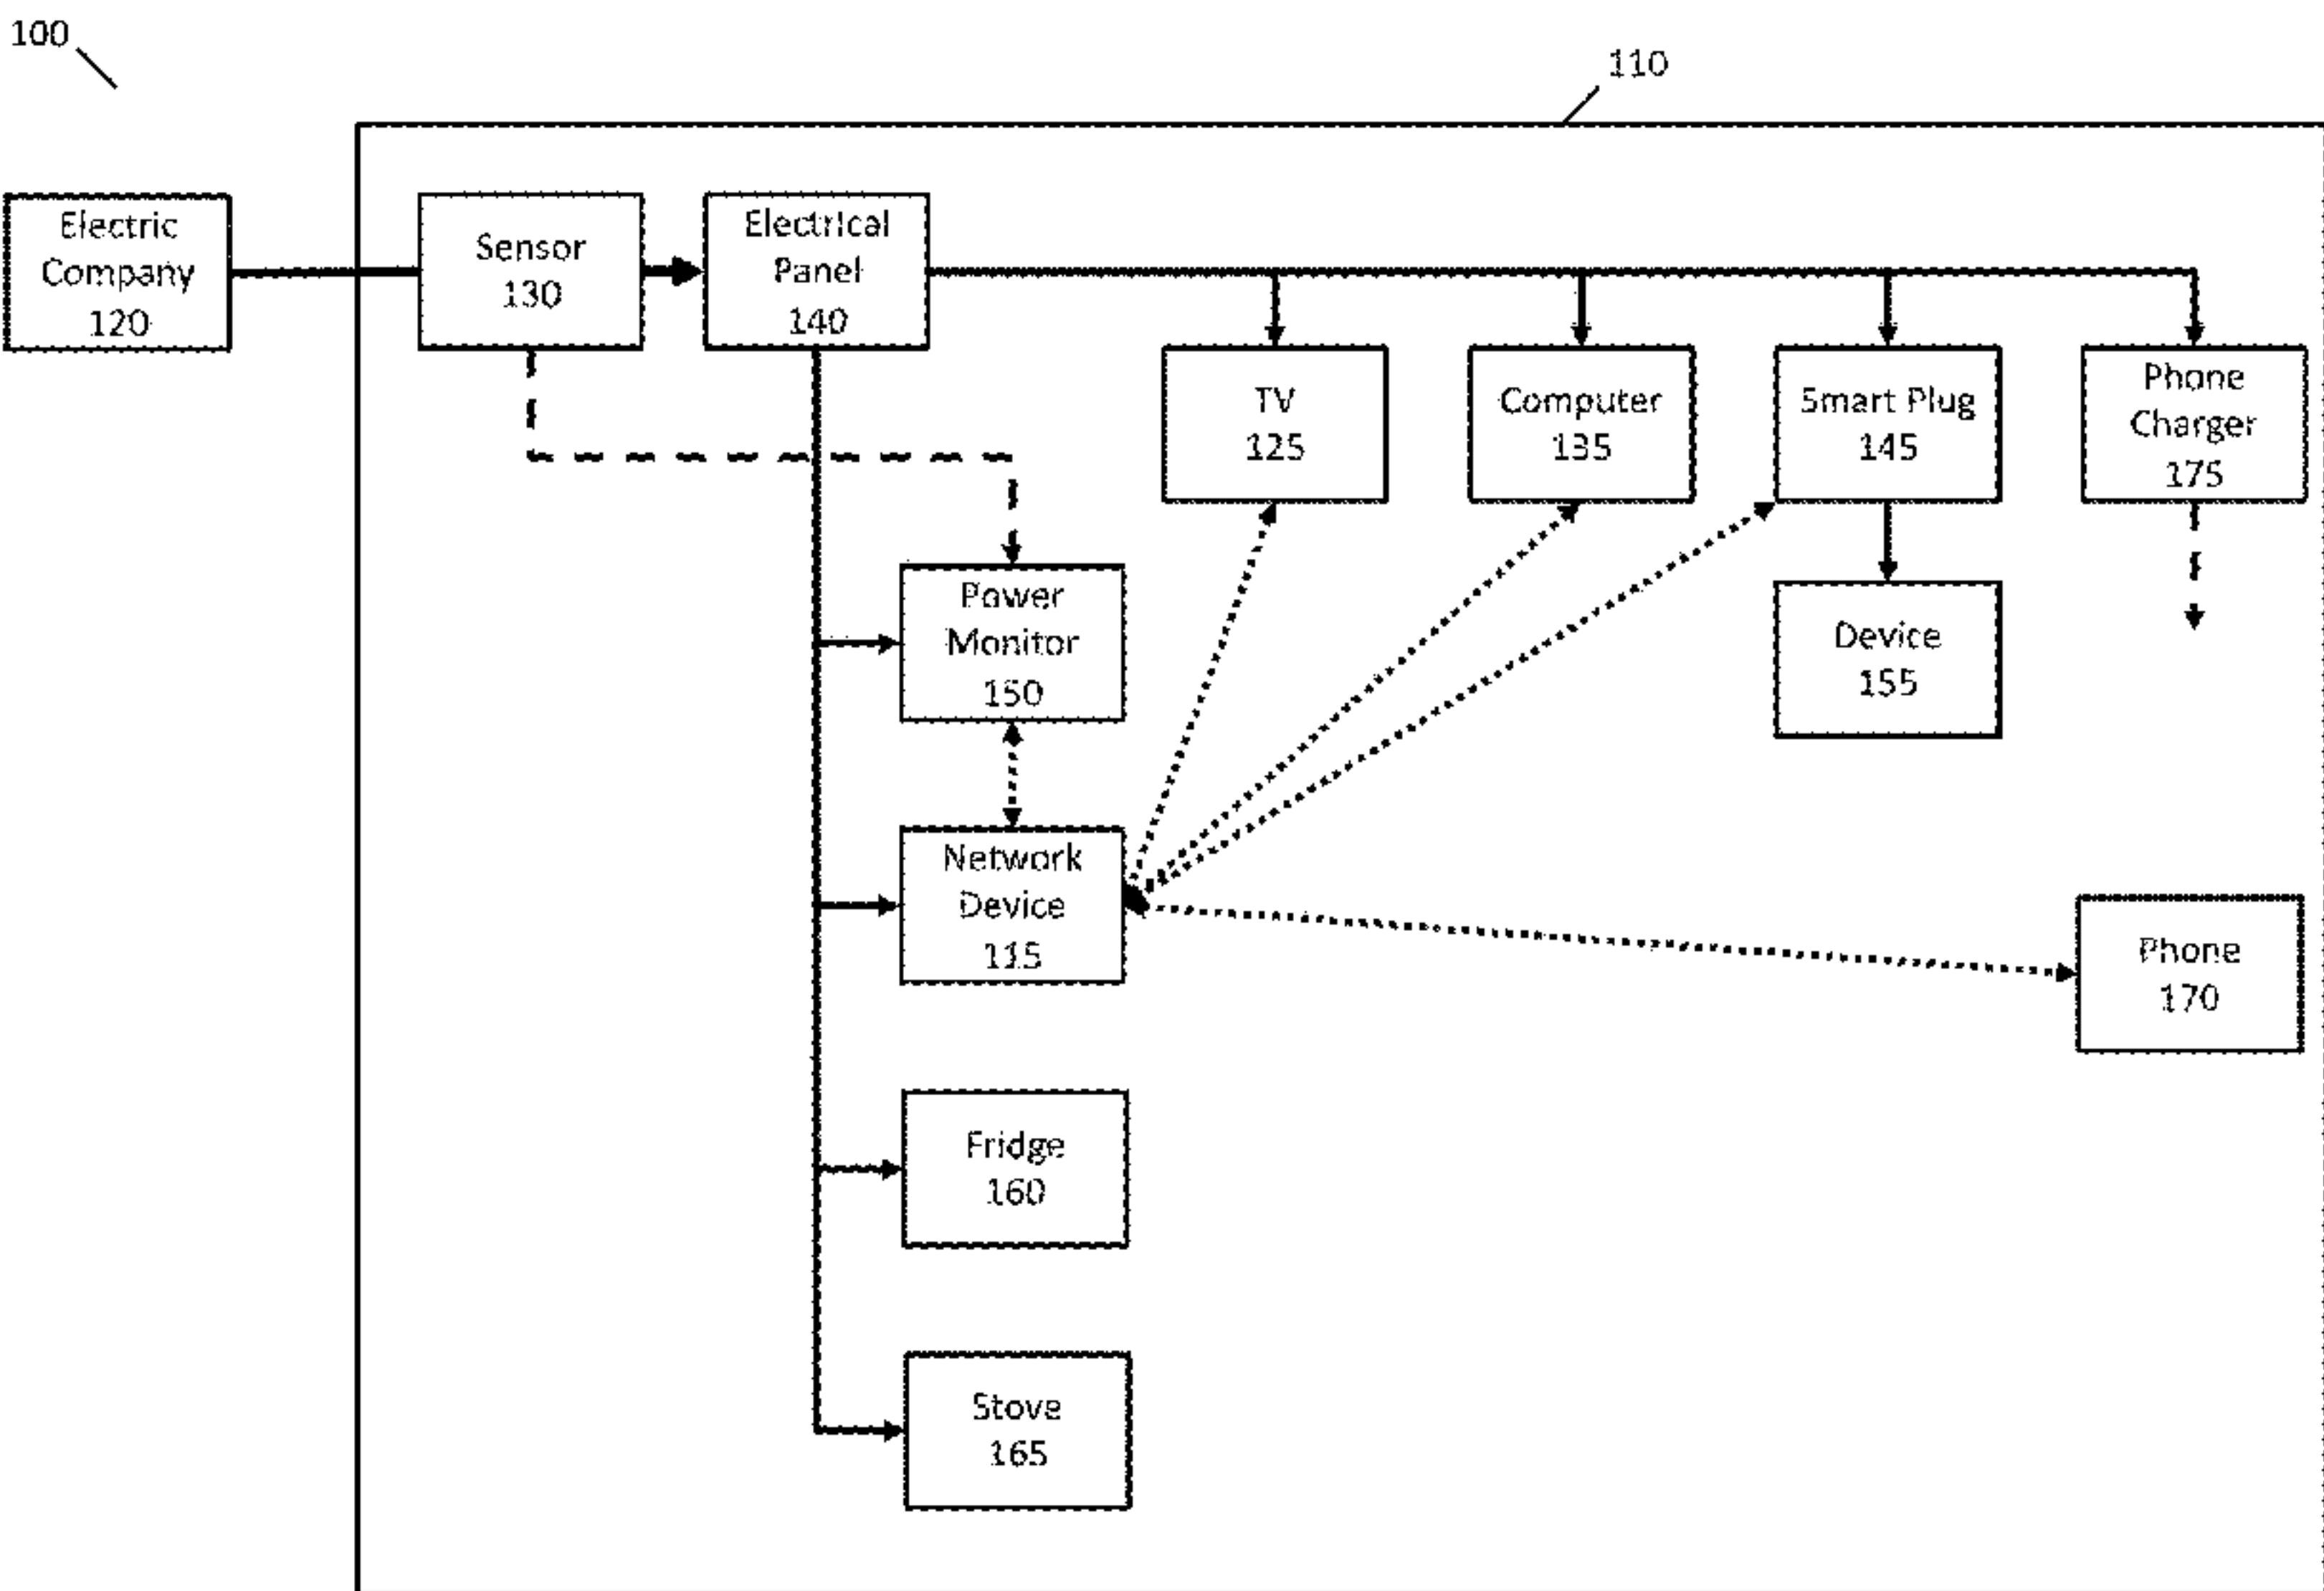 100
110
Electric
Company
120
Sensor
130
Electrical
Panel
140
TV
125
Computer
135
Smart Plug
145
Phone
Charger
175
Power
Monitor
150
Device
155
Network
Device
115
Phone
170
Fridge
160
Stove
165